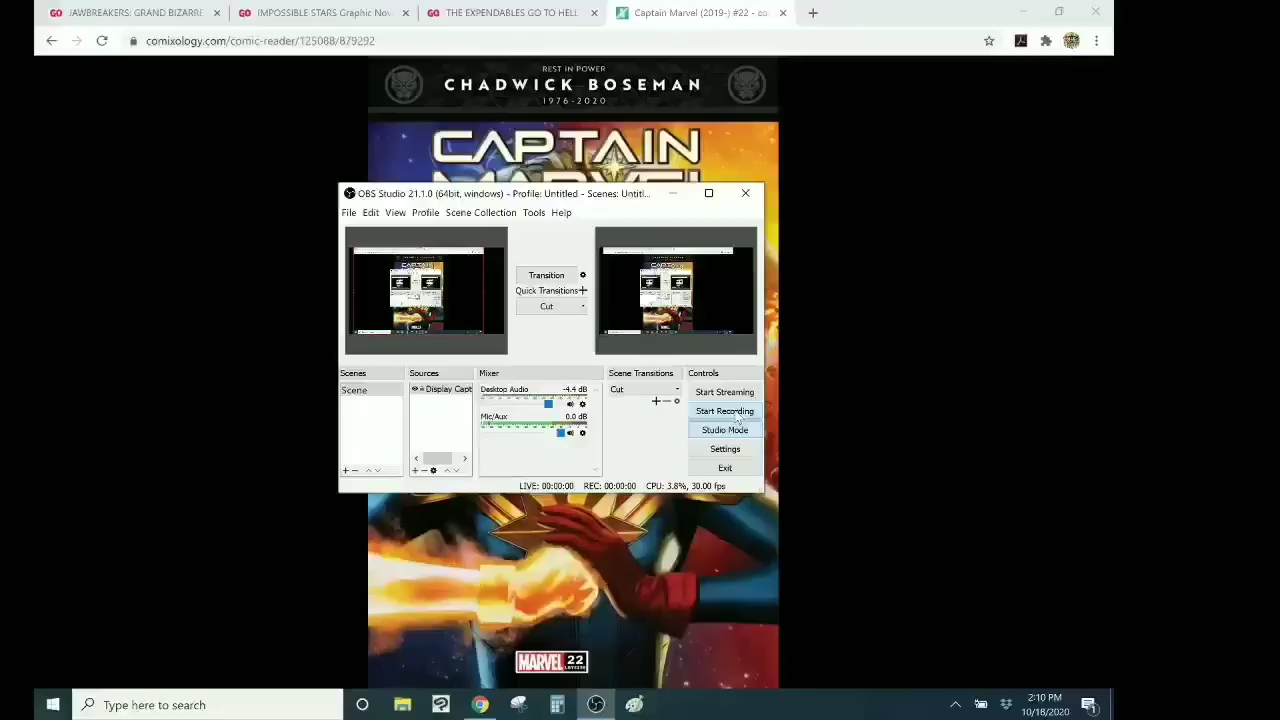 JAWBREAKERS: GRAND BIZARRE
IMPOSSIBLE STARS Graphic Nov
THE EXPENDABLES GO TO HELL
Captain Marvel (2019-) #22 - co
comixology.com/comic-reader/125088/879292
REST IN POWER
CHADWICK BOSEMAN
1976-2020
CAPTAIN
MARVEL
OBS Studio 21.1.0 (64bit, windows) - Profile: Untitled - Scenes: Untitl...
File Edit View Profile Scene Collection Tools Help
Transition
Quick Transitions
Cut
Scenes
Sources
Mixer
Scene Transitions
Controls
Scene
Display Capt
Desktop Audio -4.4 dB
Mic/Aux 0.0 dB
Cut
Start Streaming
Start Recording
Studio Mode
Settings
Exit
LIVE: 00:00:00 REC: 00:00:00 CPU: 3.8%, 30.00 fps
MARVEL 22
Type here to search
2:10 PM
10/18/2020
1